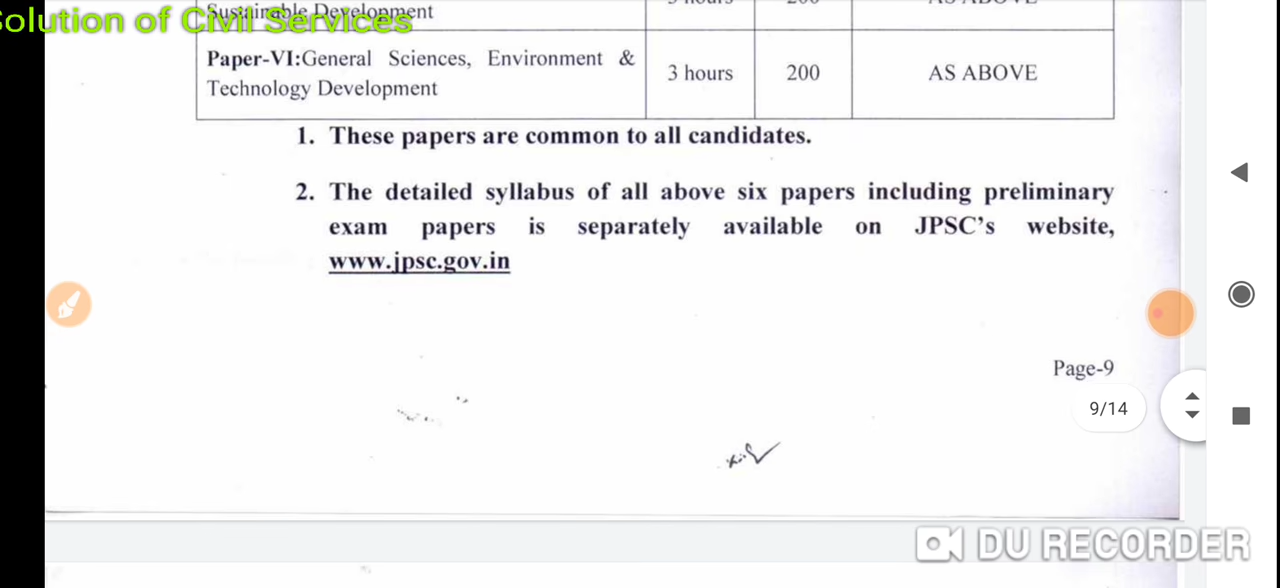 Solution of Civil Services
Sustainable Development
Paper-VI:General Sciences, Environment &
Technology Development
3 hours
200
AS ABOVE
1. These papers are common to all candidates.
2. The detailed syllabus of all above six papers including preliminary
exam papers is separately available on JPSC's website,
www.jpsc.gov.in
Page-9
9/14
DU RECORDER